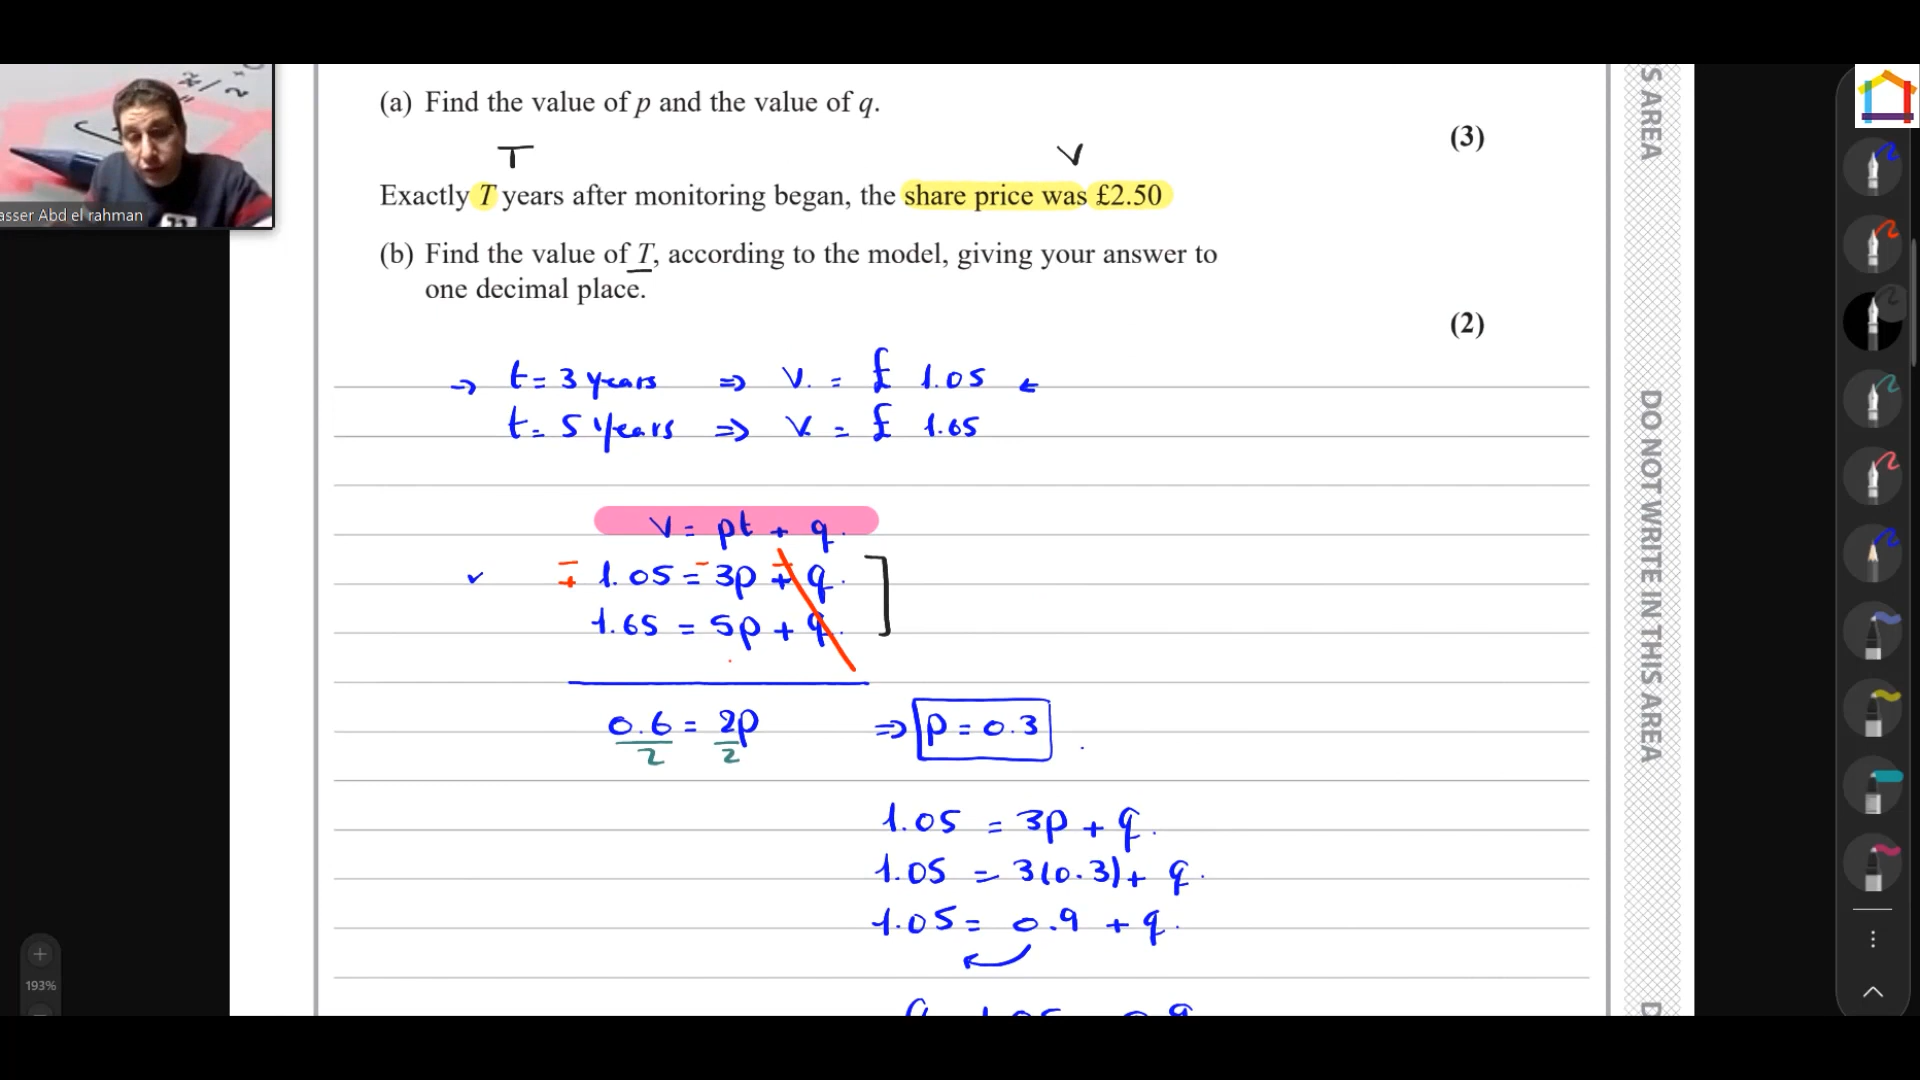 (a) Find the value of p and the value of q.
(3)
T V
Exactly T years after monitoring began, the share price was £2.50
asser Abd el rahman
(b) Find the value of T, according to the model, giving your answer to
one decimal place.
(2)
→ t = 3 years ⇒ V. = £ 1.05 ←
t = 5 years ⇒ V. = £ 1.65
V = pt + q.
1.05 = 3p + q.
1.65 = 5p + q.
0.6 = 2p ⇒ p = 0.3
2 2
1.05 = 3p + q.
1.05 = 3(0.3) + q.
1.05 = 0.9 + q.
193%
S AREA
DO NOT WRITE IN THIS AREA
D